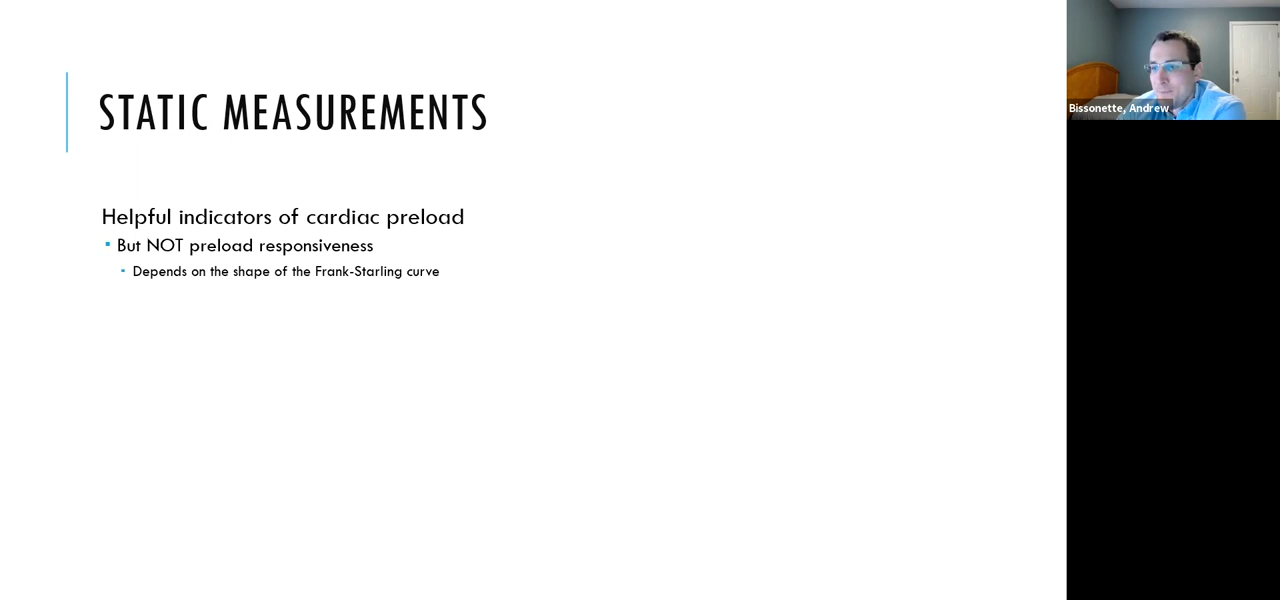 STATIC MEASUREMENTS
Helpful indicators of cardiac preload
But NOT preload responsiveness
Depends on the shape of the Frank-Starling curve
Bissonette, Andrew